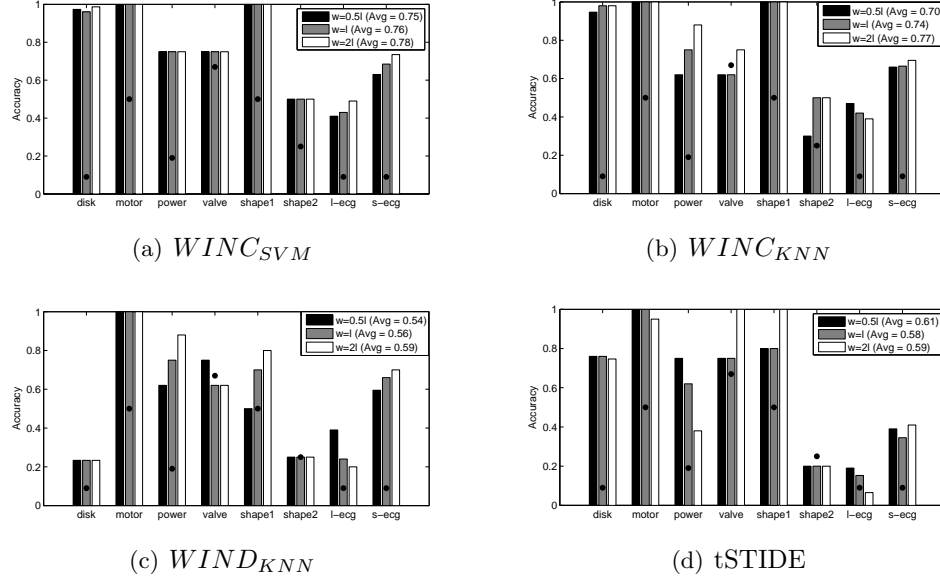 1
0.8
0.6
0.4
0.2
0
Accuracy
w=0.5l (Avg = 0.75)
w=l (Avg = 0.76)
w=2l (Avg = 0.78)
disk motor power valve shape1 shape2 l-ecg s-ecg
(a) WINC_SVM
1
0.8
0.6
0.4
0.2
0
Accuracy
w=0.5l (Avg = 0.70
w=l (Avg = 0.74)
w=2l (Avg = 0.77)
disk motor power valve shape1 shape2 l-ecg s-ecg
(b) WINC_KNN
1
0.8
0.6
0.4
0.2
0
Accuracy
w=0.5l (Avg = 0.54)
w=l (Avg = 0.56)
w=2l (Avg = 0.59)
disk motor power valve shape1 shape2 l-ecg s-ecg
(c) WIND_KNN
1
0.8
0.6
0.4
0.2
0
Accuracy
w=0.5l (Avg = 0.61)
w=l (Avg = 0.58)
w=2l (Avg = 0.59)
disk motor power valve shape1 shape2 l-ecg s-ecg
(d) tSTIDE